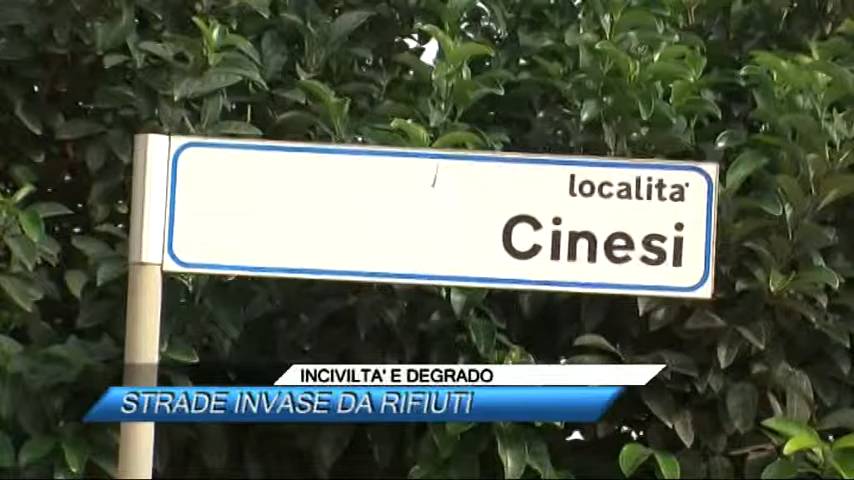 localita'
Cinesi
INCIVILTA' E DEGRADO
STRADE INVASE DA RIFIUTI